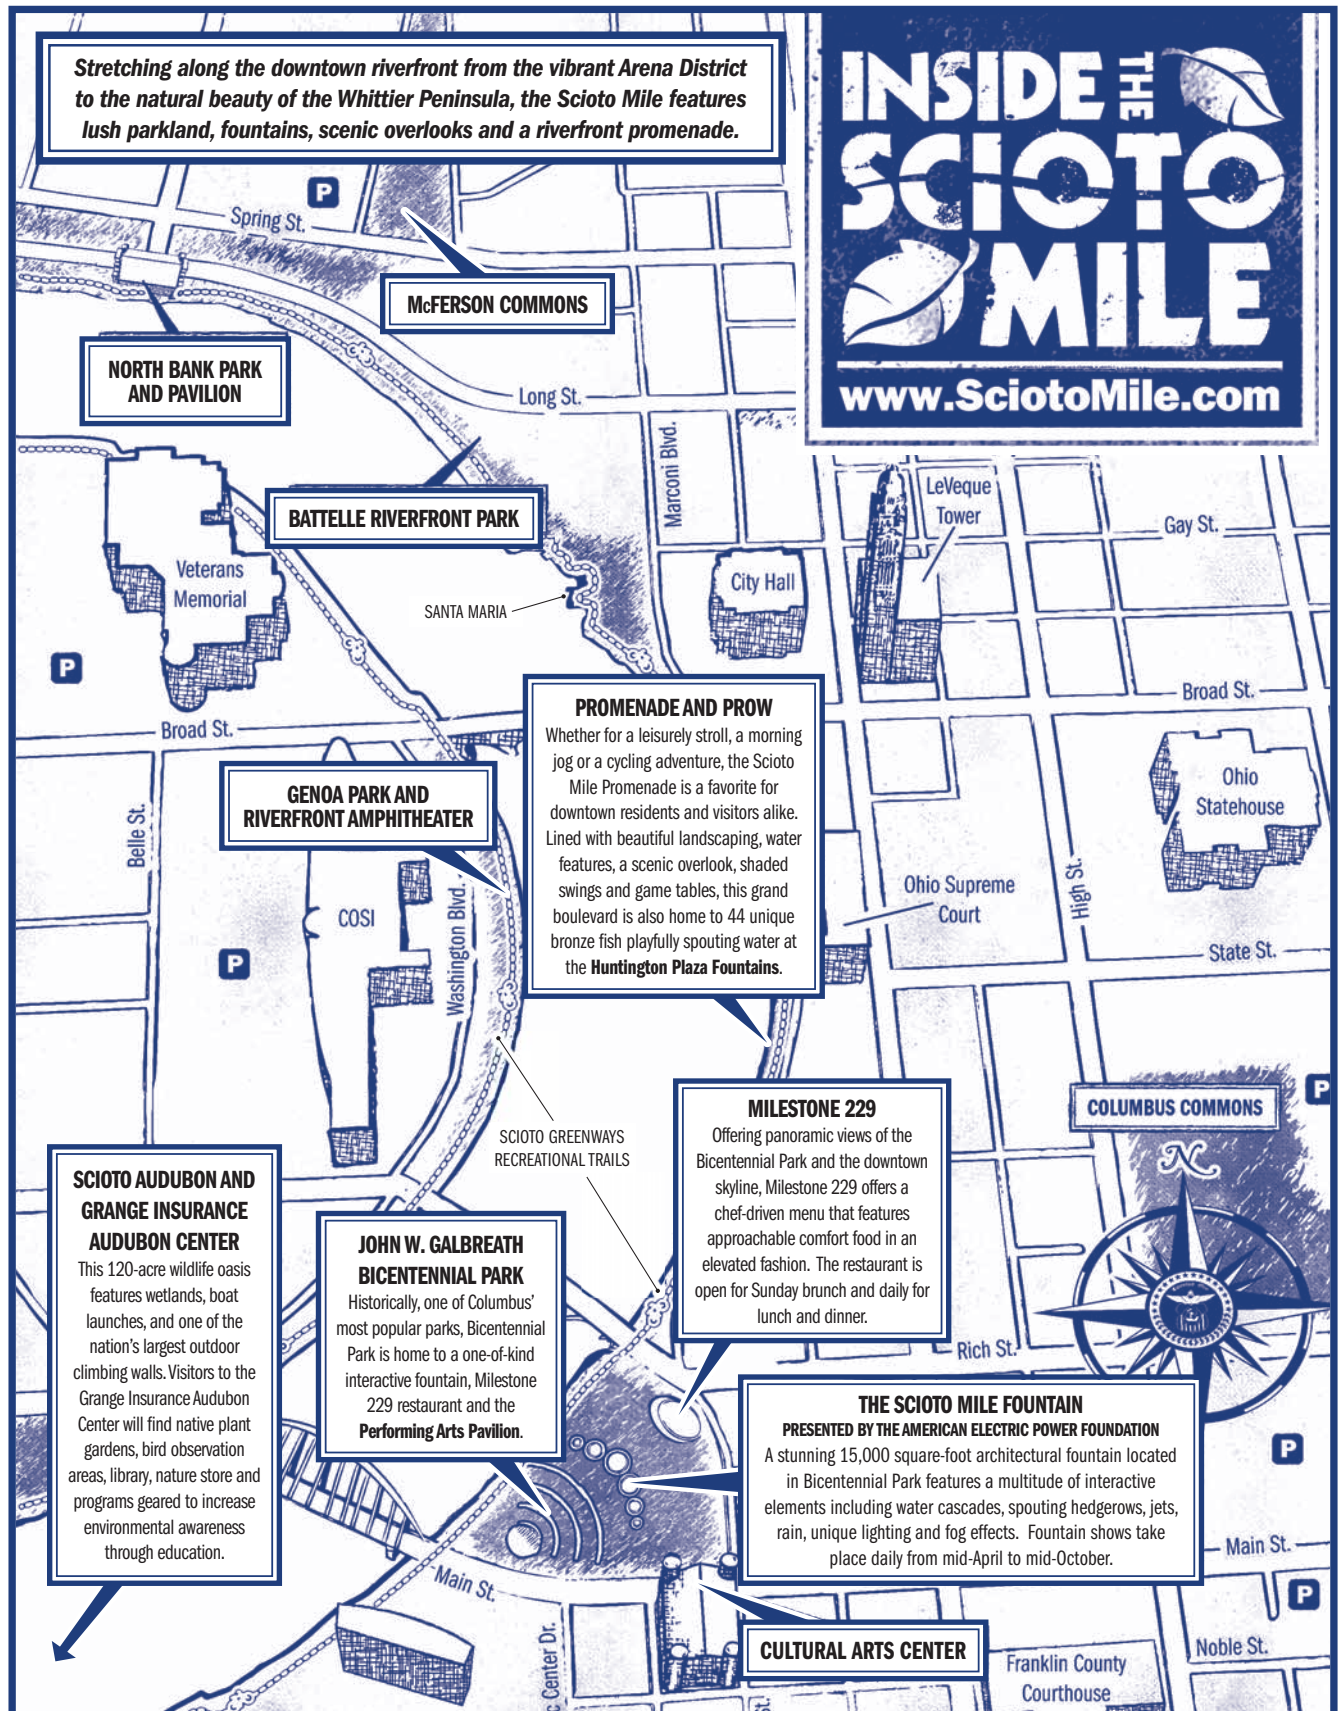 Stretching along the downtown riverfront from the vibrant Arena District
to the natural beauty of the Whittier Peninsula, the Scioto Mile features
lush parkland, fountains, scenic overlooks and a riverfront promenade.
INSIDE THE
SCIOTO
MILE
www.SciotoMile.com
P
Spring St.
McFERSON COMMONS
NORTH BANK PARK
AND PAVILION
Long St.
Marconi Blvd.
BATTELLE RIVERFRONT PARK
LeVeque
Tower
Gay St.
Veterans
Memorial
City Hall
SANTA MARIA
P
Broad St.
Broad St.
PROMENADE AND PROW
Whether for a leisurely stroll, a morning
jog or a cycling adventure, the Scioto
Mile Promenade is a favorite for
downtown residents and visitors alike.
Lined with beautiful landscaping, water
features, a scenic overlook, shaded
swings and game tables, this grand
boulevard is also home to 44 unique
bronze fish playfully spouting water at
the Huntington Plaza Fountains.
GENOA PARK AND
RIVERFRONT AMPHITHEATER
Ohio
Statehouse
Belle St.
COSI
Washington Blvd.
Ohio Supreme
Court
High St.
State St.
P
P
COLUMBUS COMMONS
N
SCIOTO GREENWAYS
RECREATIONAL TRAILS
MILESTONE 229
Offering panoramic views of the
Bicentennial Park and the downtown
skyline, Milestone 229 offers a
chef-driven menu that features
approachable comfort food in an
elevated fashion. The restaurant is
open for Sunday brunch and daily for
lunch and dinner.
SCIOTO AUDUBON AND
GRANGE INSURANCE
AUDUBON CENTER
This 120-acre wildlife oasis
features wetlands, boat
launches, and one of the
nation's largest outdoor
climbing walls. Visitors to the
Grange Insurance Audubon
Center will find native plant
gardens, bird observation
areas, library, nature store and
programs geared to increase
environmental awareness
through education.
JOHN W. GALBREATH
BICENTENNIAL PARK
Historically, one of Columbus'
most popular parks, Bicentennial
Park is home to a one-of-kind
interactive fountain, Milestone
229 restaurant and the
Performing Arts Pavilion.
Rich St.
THE SCIOTO MILE FOUNTAIN
PRESENTED BY THE AMERICAN ELECTRIC POWER FOUNDATION
A stunning 15,000 square-foot architectural fountain located
in Bicentennial Park features a multitude of interactive
elements including water cascades, spouting hedgerows, jets,
rain, unique lighting and fog effects. Fountain shows take
place daily from mid-April to mid-October.
P
Main St.
Main St.
P
CULTURAL ARTS CENTER
Noble St.
Franklin County
Courthouse
c Center Dr.
St.